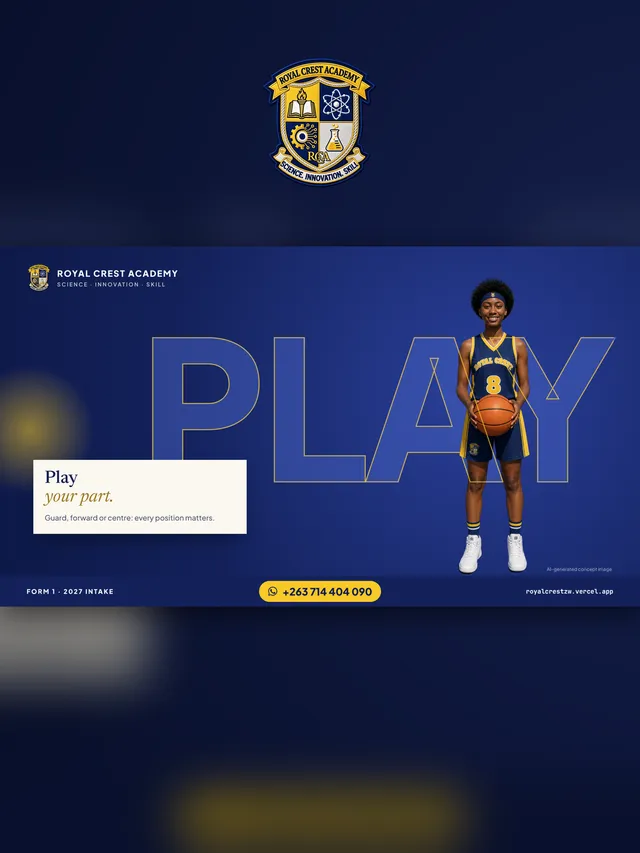 ROYAL CREST ACADEMY
RCA
SCIENCE. INNOVATION. SKILL
ROYAL CREST ACADEMY
SCIENCE · INNOVATION · SKILL
PLAY
ROYAL CREST
8
Play
your part.
Guard, forward or centre: every position matters.
AI-generated concept image
FORM 1 · 2027 INTAKE
+263 714 404 090
royalcrestzw.vercel.app